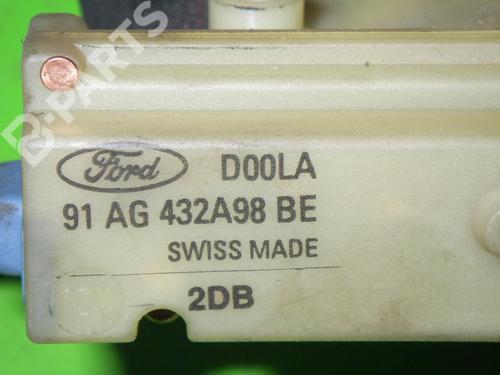 B-PARTS
Ford D00LA
91 AG 432A98 BE
SWISS MADE
2DB